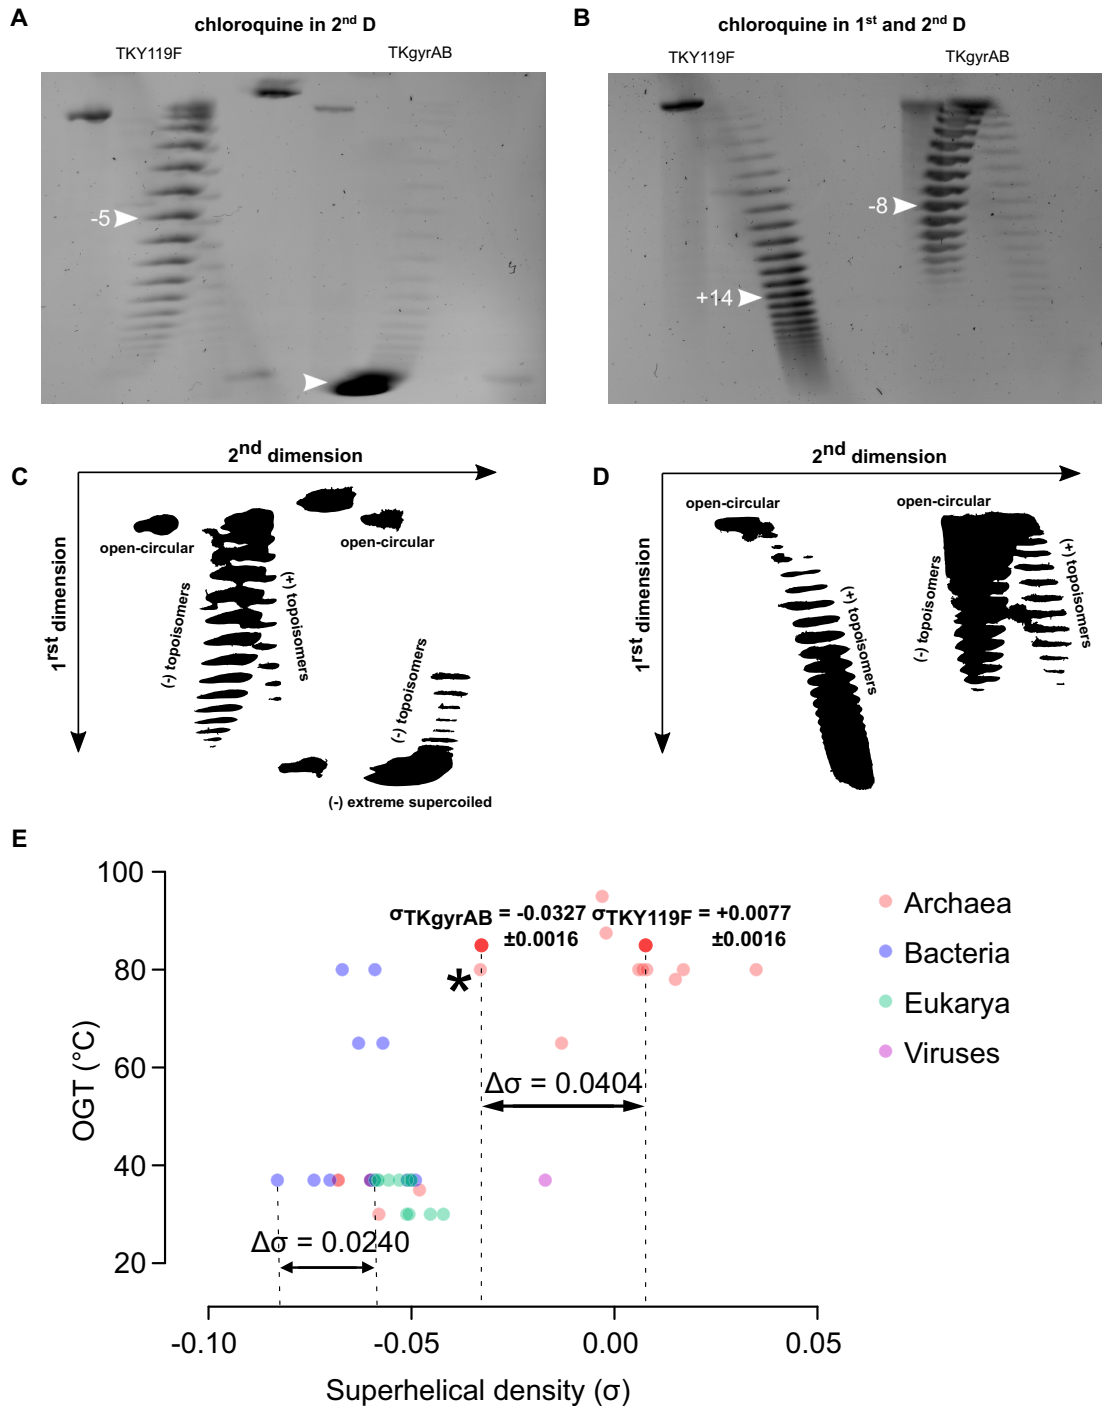 A
chloroquine in 2nd D
TKY119F
TKgyrAB
-5
B
chloroquine in 1st and 2nd D
TKY119F
TKgyrAB
-8
+14
C
2nd dimension
1rst dimension
open-circular
open-circular
(-) topoisomers
(+) topoisomers
(-) topoisomers
(-) extreme supercoiled
D
2nd dimension
1rst dimension
open-circular
open-circular
(+) topoisomers
(-) topoisomers
(+) topoisomers
E
σTKgyrAB = -0.0327
±0.0016
σTKY119F = +0.0077
±0.0016
*
Δσ = 0.0404
Δσ = 0.0240
OGT (°C)
100
80
60
40
20
-0.10
-0.05
0.00
0.05
Superhelical density (σ)
Archaea
Bacteria
Eukarya
Viruses